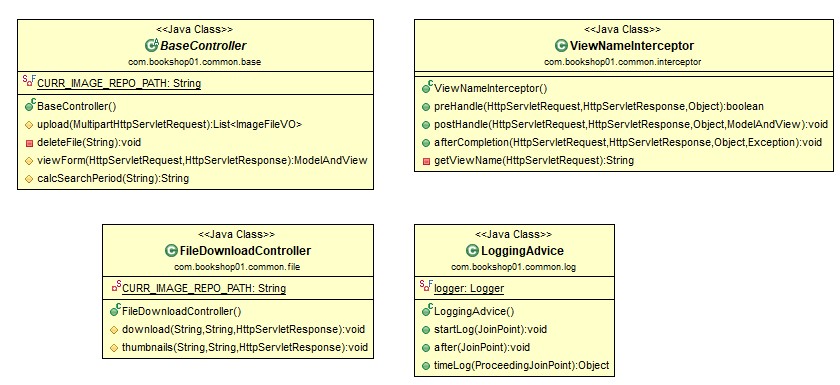 <<Java Class>>
BaseController
com.bookshop01.common.base
CURR_IMAGE_REPO_PATH: String
BaseController()
upload(MultipartHttpServletRequest):List<ImageFileVO>
deleteFile(String):void
viewForm(HttpServletRequest,HttpServletResponse):ModelAndView
calcSearchPeriod(String):String
<<Java Class>>
ViewNameInterceptor
com.bookshop01.common.interceptor
ViewNameInterceptor()
preHandle(HttpServletRequest,HttpServletResponse,Object):boolean
postHandle(HttpServletRequest,HttpServletResponse,Object,ModelAndView):void
afterCompletion(HttpServletRequest,HttpServletResponse,Object,Exception):void
getViewName(HttpServletRequest):String
<<Java Class>>
FileDownloadController
com.bookshop01.common.file
CURR_IMAGE_REPO_PATH: String
FileDownloadController()
download(String,String,HttpServletResponse):void
thumbnails(String,String,HttpServletResponse):void
<<Java Class>>
LoggingAdvice
com.bookshop01.common.log
logger: Logger
LoggingAdvice()
startLog(JoinPoint):void
after(JoinPoint):void
timeLog(ProceedingJoinPoint):Object